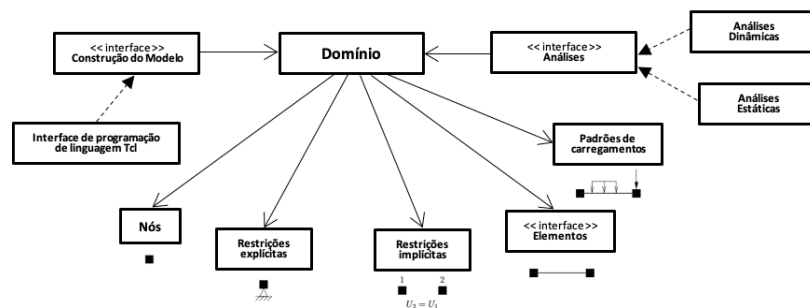 << interface>>
Construção do Modelo
Domínio
<< interface>>
Análises
Análises
Dinâmicas
Análises
Estáticas
Interface de programação
de linguagem Tcl
Padrões de
carregamentos
Nós
Restrições
explícitas
Restrições
implícitas
<< interface>>
Elementos
1 2
U₂ = U₁